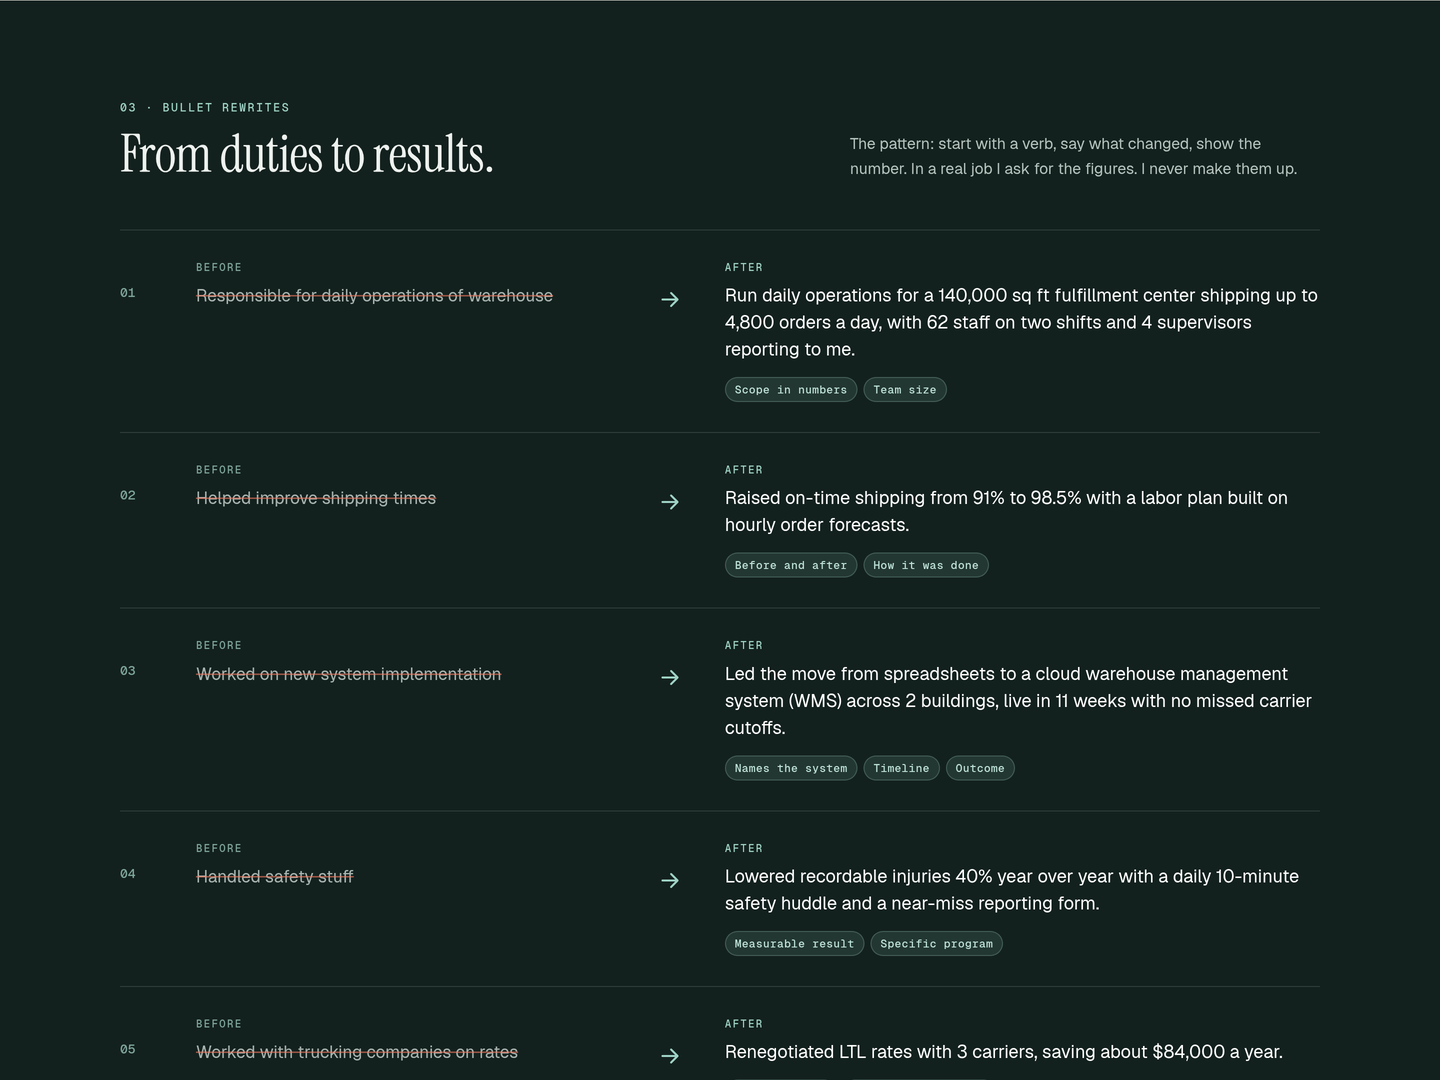 03 · BULLET REWRITES
From duties to results.
The pattern: start with a verb, say what changed, show the
number. In a real job I ask for the figures. I never make them up.
01
BEFORE
Responsible for daily operations of warehouse
→
AFTER
Run daily operations for a 140,000 sq ft fulfillment center shipping up to
4,800 orders a day, with 62 staff on two shifts and 4 supervisors
reporting to me.
Scope in numbers
Team size
02
BEFORE
Helped improve shipping times
→
AFTER
Raised on-time shipping from 91% to 98.5% with a labor plan built on
hourly order forecasts.
Before and after
How it was done
03
BEFORE
Worked on new system implementation
→
AFTER
Led the move from spreadsheets to a cloud warehouse management
system (WMS) across 2 buildings, live in 11 weeks with no missed carrier
cutoffs.
Names the system
Timeline
Outcome
04
BEFORE
Handled safety stuff
→
AFTER
Lowered recordable injuries 40% year over year with a daily 10-minute
safety huddle and a near-miss reporting form.
Measurable result
Specific program
05
BEFORE
Worked with trucking companies on rates
→
AFTER
Renegotiated LTL rates with 3 carriers, saving about $84,000 a year.